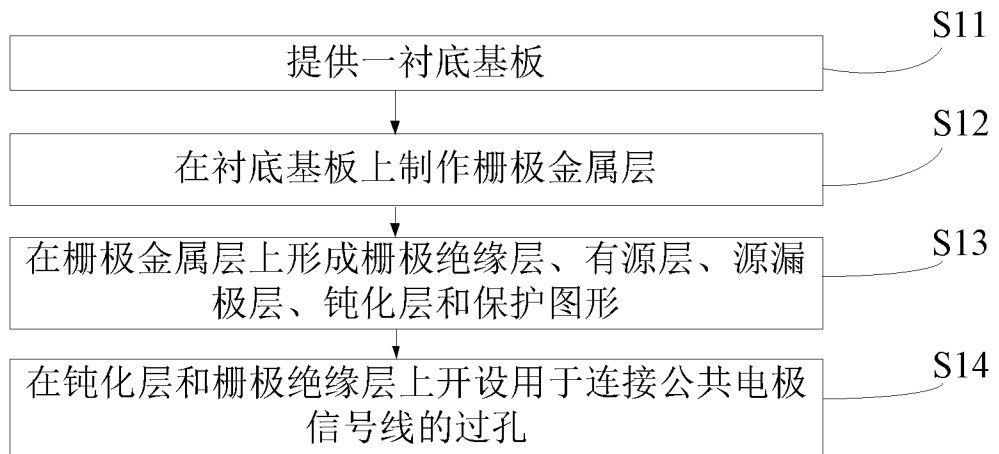 S11
提供一衬底基板
S12
在衬底基板上制作栅极金属层
S13
在栅极金属层上形成栅极绝缘层、有源层、源漏
极层、钝化层和保护图形
S14
在钝化层和栅极绝缘层上开设用于连接公共电极
信号线的过孔